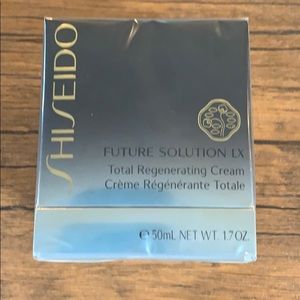 SHISEIDO
FUTURE SOLUTION LX
Total Regenerating Cream
Crème Régénérante Totale
℮ 50mL NET WT. 1.7 OZ.